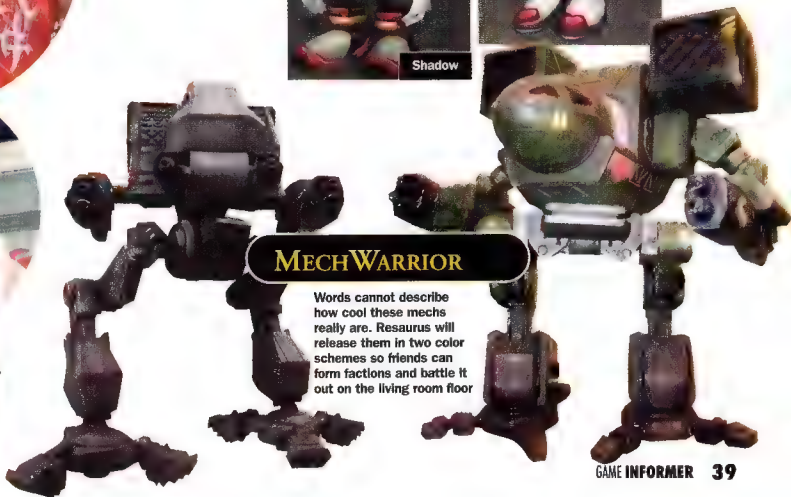 Shadow
MECHWARRIOR
Words cannot describe
how cool these mechs
really are. Resaurus will
release them in two color
schemes so friends can
form factions and battle it
out on the living room floor
GAME INFORMER 39